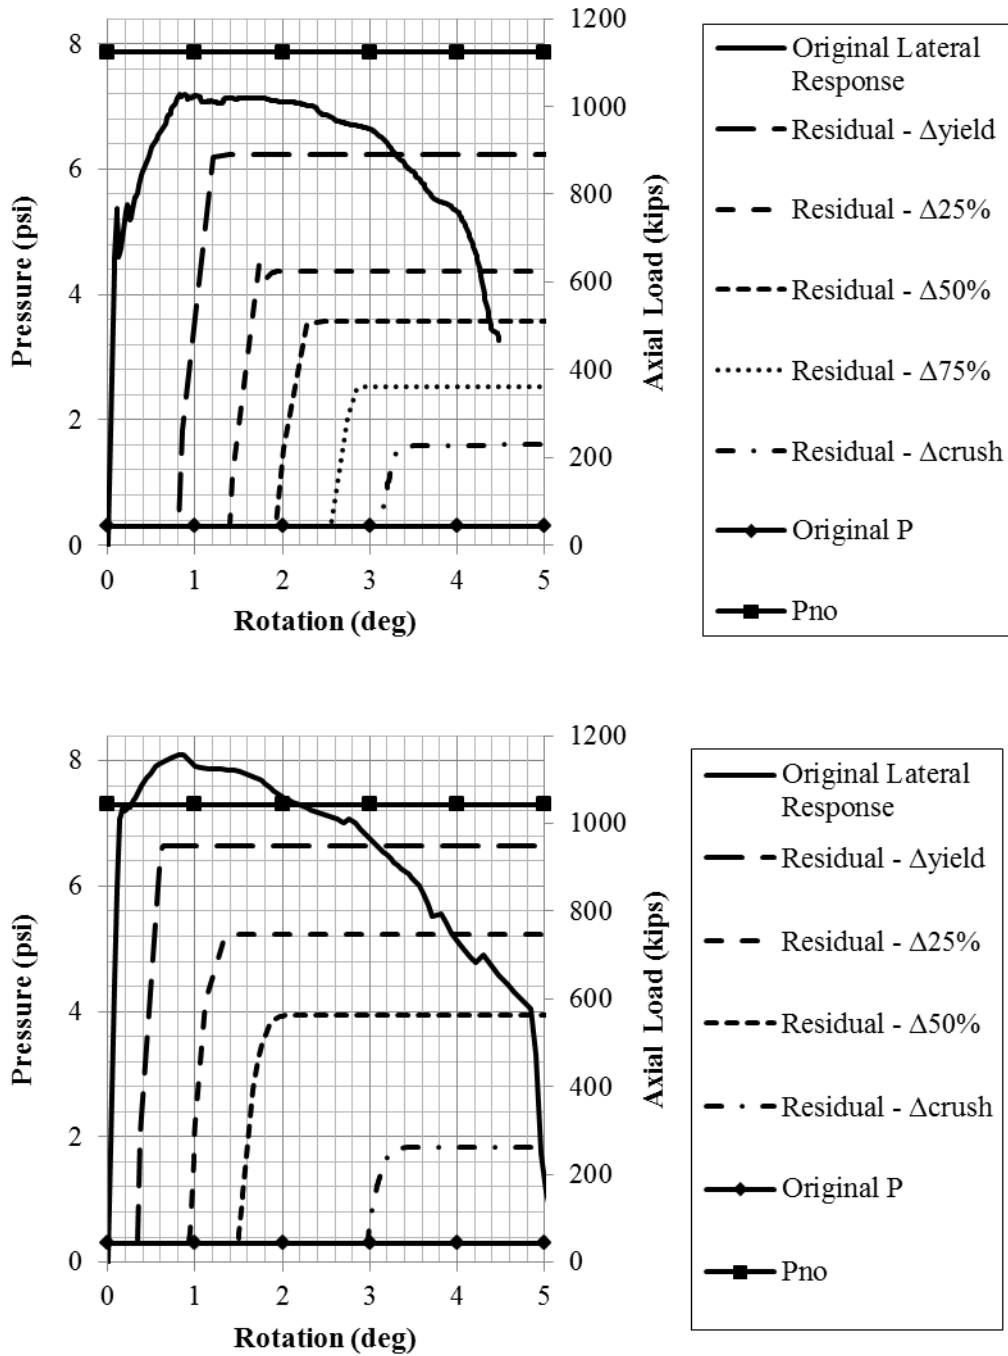 8
6
4
2
0
Pressure (psi)
1200
1000
800
600
400
200
0
Axial Load (kips)
0 1 2 3 4 5
Rotation (deg)
Original Lateral
Response
Residual - Δyield
Residual - Δ25%
Residual - Δ50%
Residual - Δ75%
Residual - Δcrush
Original P
Pno
8
6
4
2
0
Pressure (psi)
1200
1000
800
600
400
200
0
Axial Load (kips)
0 1 2 3 4 5
Rotation (deg)
Original Lateral
Response
Residual - Δyield
Residual - Δ25%
Residual - Δ50%
Residual - Δcrush
Original P
Pno